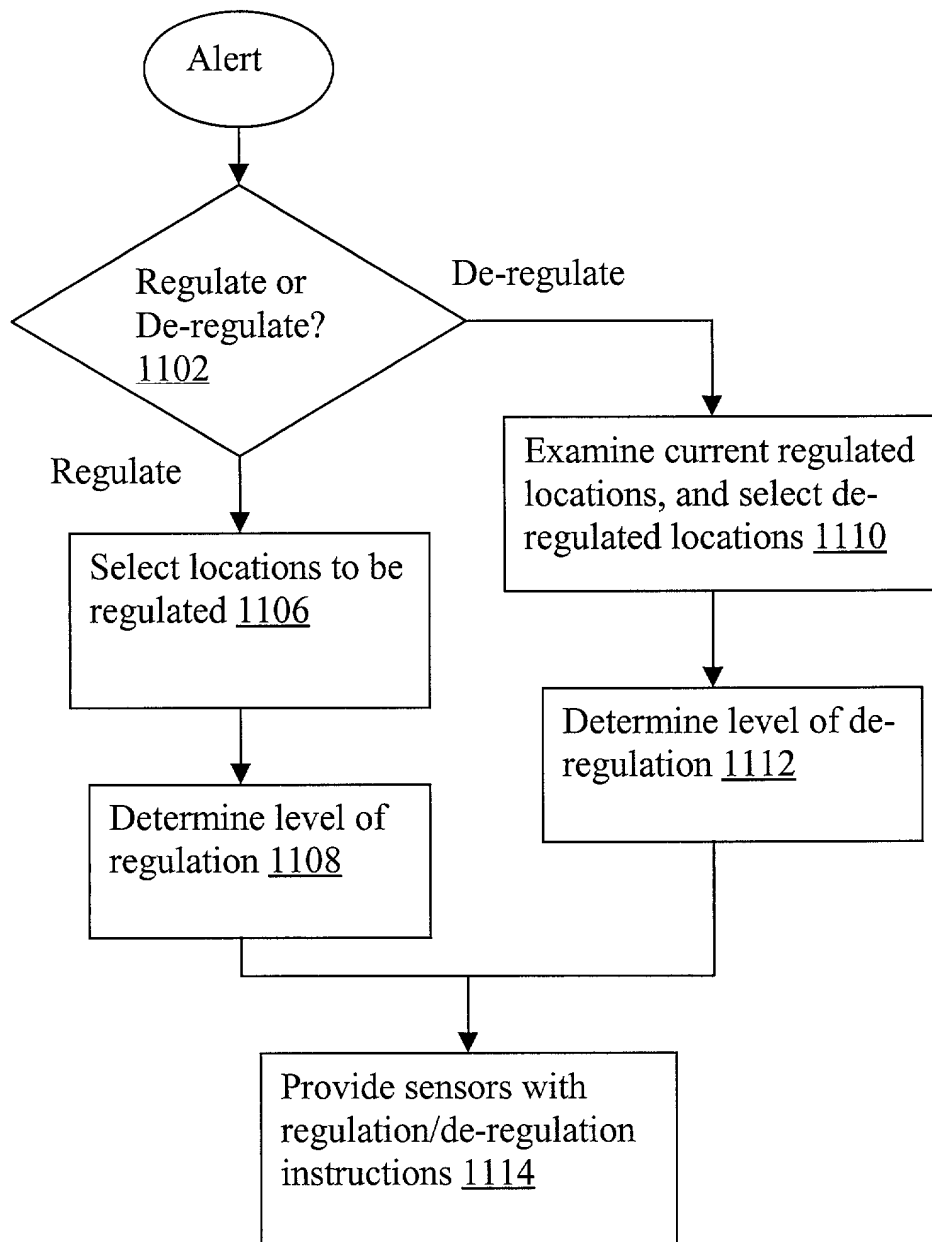 Alert
Regulate or
De-regulate?
1102
De-regulate
Regulate
Examine current regulated
locations, and select de-
regulated locations 1110
Select locations to be
regulated 1106
Determine level of de-
regulation 1112
Determine level of
regulation 1108
Provide sensors with
regulation/de-regulation
instructions 1114